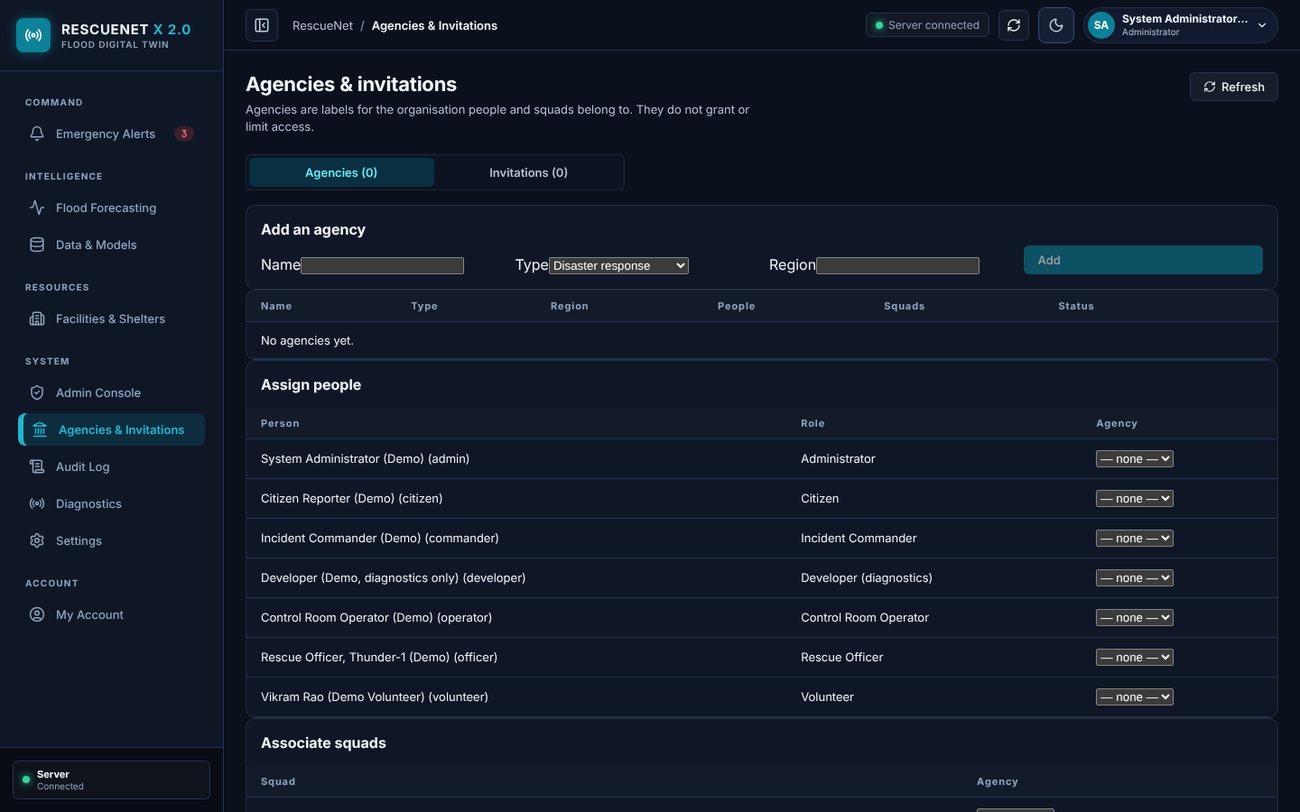 RESCUENET X 2.0
FLOOD DIGITAL TWIN
COMMAND
Emergency Alerts 3
INTELLIGENCE
Flood Forecasting
Data & Models
RESOURCES
Facilities & Shelters
SYSTEM
Admin Console
Agencies & Invitations
Audit Log
Diagnostics
Settings
ACCOUNT
My Account
Server
Connected
RescueNet / Agencies & Invitations
Server connected
SA
System Administrator...
Administrator
Agencies & invitations
Refresh
Agencies are labels for the organisation people and squads belong to. They do not grant or
limit access.
Agencies (0) Invitations (0)
Add an agency
Name Type Disaster response Region Add
Name Type Region People Squads Status
No agencies yet.
Assign people
Person Role Agency
System Administrator (Demo) (admin) Administrator — none —
Citizen Reporter (Demo) (citizen) Citizen — none —
Incident Commander (Demo) (commander) Incident Commander — none —
Developer (Demo, diagnostics only) (developer) Developer (diagnostics) — none —
Control Room Operator (Demo) (operator) Control Room Operator — none —
Rescue Officer, Thunder-1 (Demo) (officer) Rescue Officer — none —
Vikram Rao (Demo Volunteer) (volunteer) Volunteer — none —
Associate squads
Squad Agency